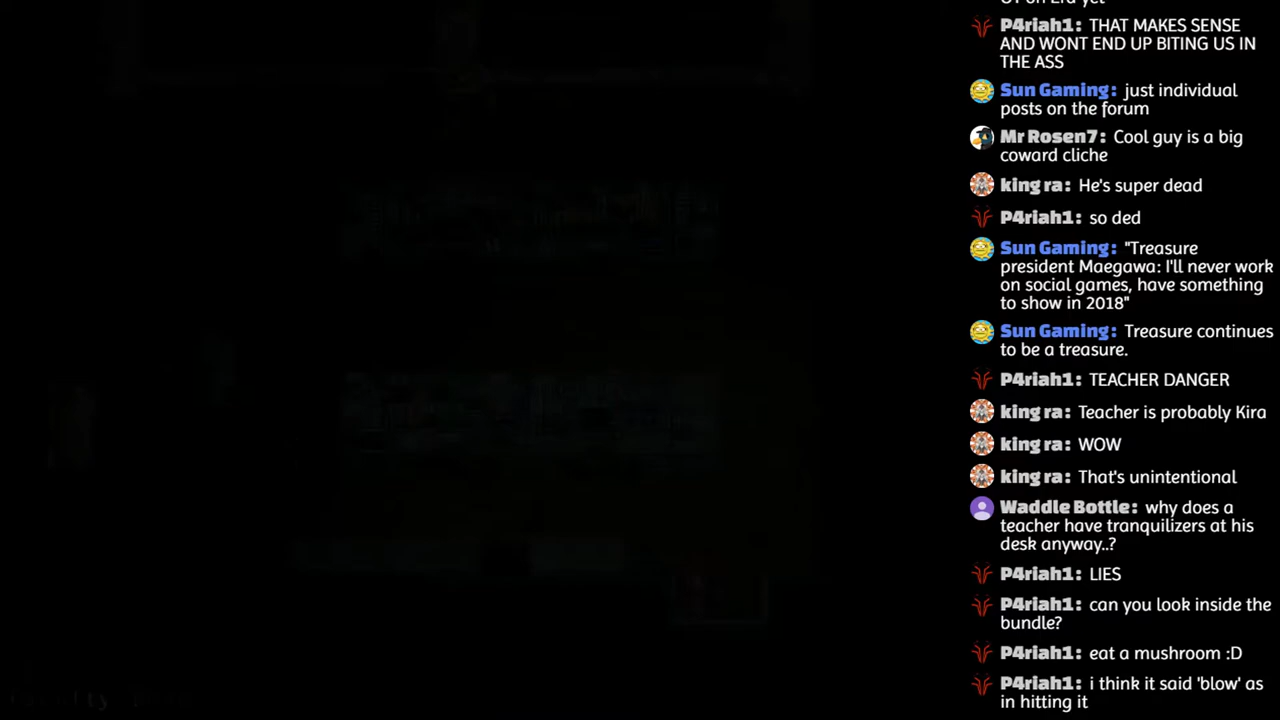 P4riah1: THAT MAKES SENSE
AND WONT END UP BITING US IN
THE ASS
Sun Gaming: just individual
posts on the forum
Mr Rosen7: Cool guy is a big
coward cliche
king ra: He's super dead
P4riah1: so ded
Sun Gaming: "Treasure
president Maegawa: I'll never work
on social games, have something
to show in 2018"
Sun Gaming: Treasure continues
to be a treasure.
P4riah1: TEACHER DANGER
king ra: Teacher is probably Kira
king ra: WOW
king ra: That's unintentional
Waddle Bottle: why does a
teacher have tranquilizers at his
desk anyway..?
P4riah1: LIES
P4riah1: can you look inside the
bundle?
P4riah1: eat a mushroom :D
P4riah1: i think it said 'blow' as
in hitting it